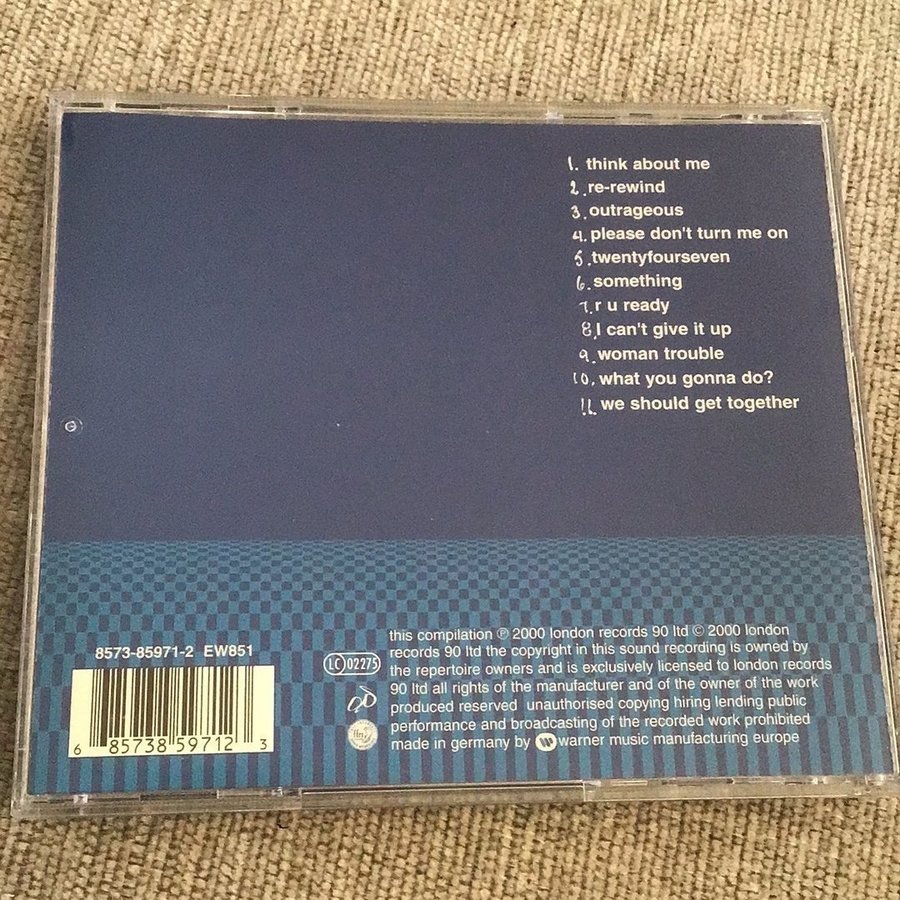 1. think about me
2. re-rewind
3. outrageous
4. please don't turn me on
5. twentyfourseven
6. something
7. r u ready
8. I can't give it up
9. woman trouble
10. what you gonna do?
11. we should get together
8573-85971-2 EW851
6 85738 59712 3
LC 02275
ffrr
this compilation ℗ 2000 london records 90 ltd © 2000 london
records 90 ltd the copyright in this sound recording is owned by
the repertoire owners and is exclusively licensed to london records
90 ltd all rights of the manufacturer and of the owner of the work
produced reserved unauthorised copying hiring lending public
performance and broadcasting of the recorded work prohibited
made in germany by warner music manufacturing europe